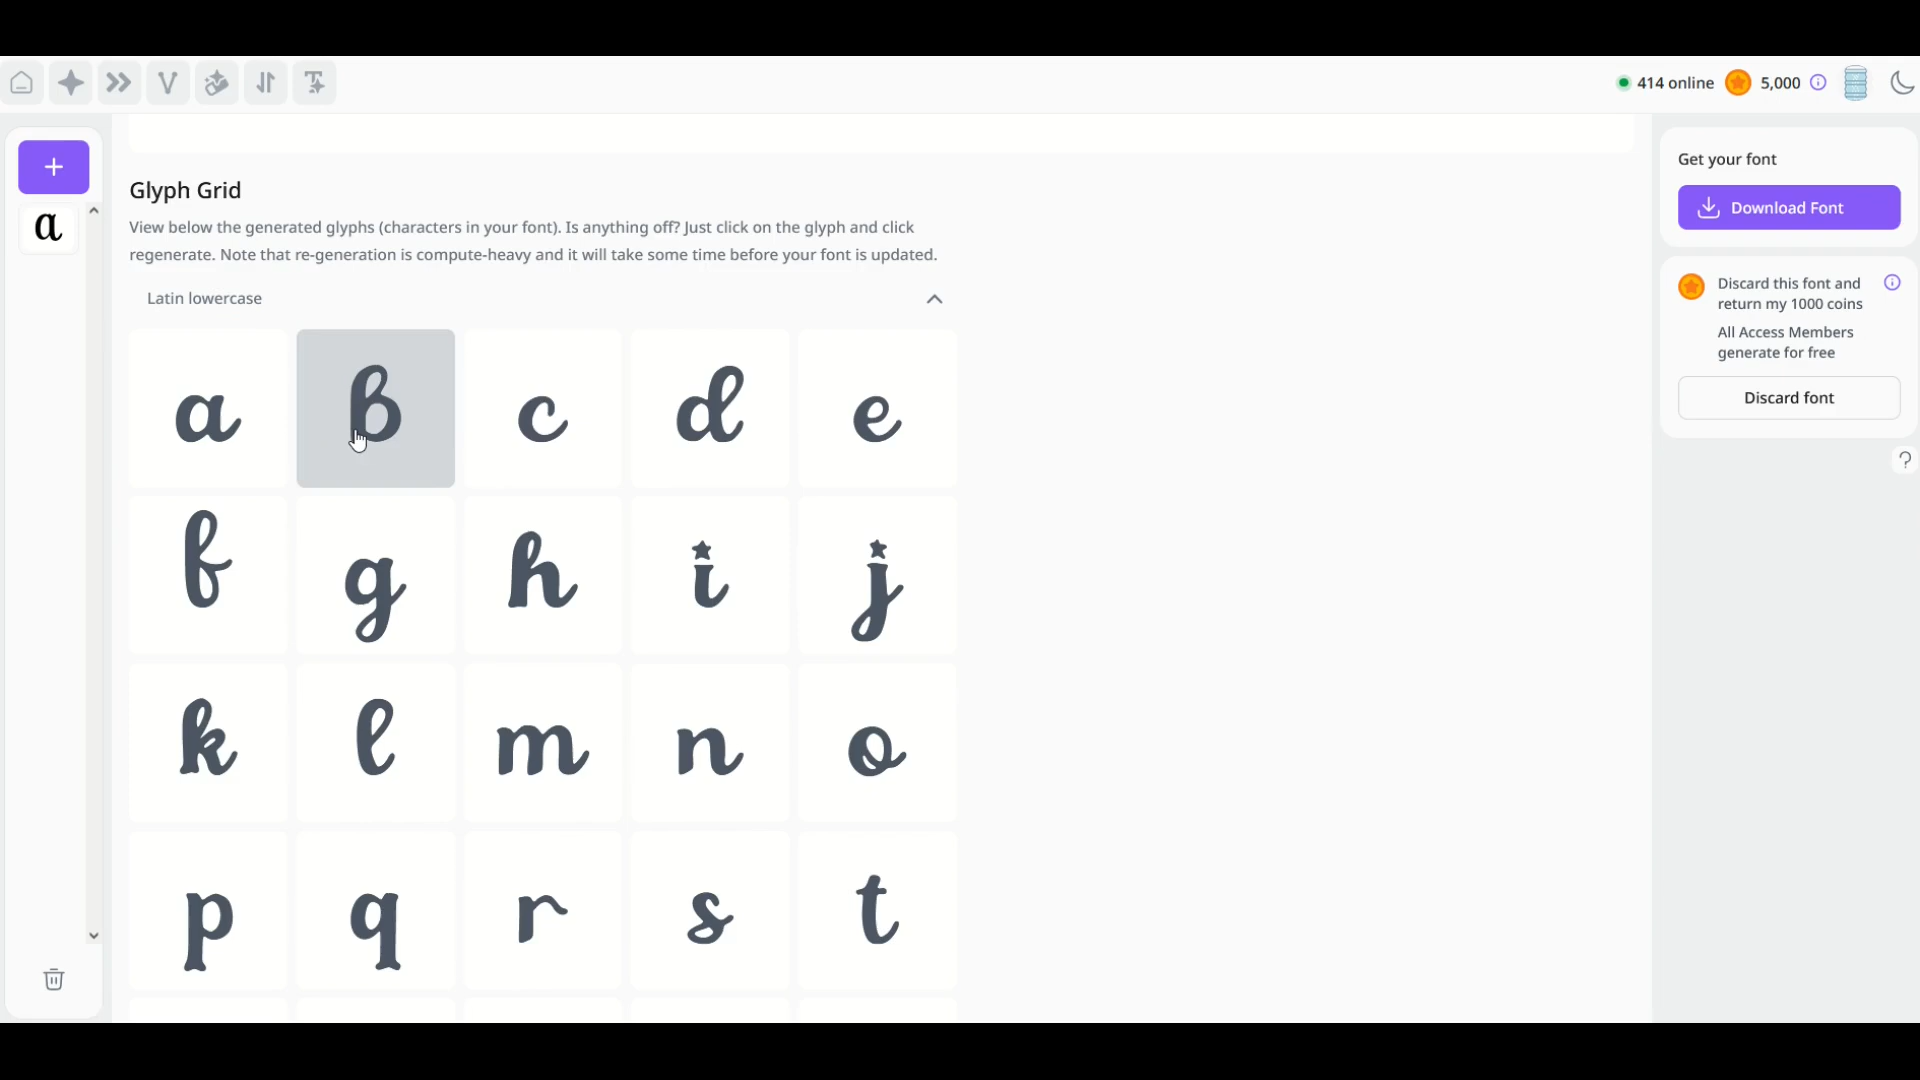 414 online 5,000
a
Get your font
Download Font
Discard this font and
return my 1000 coins
All Access Members
generate for free
Discard font
?
Glyph Grid
View below the generated glyphs (characters in your font). Is anything off? Just click on the glyph and click
regenerate. Note that re-generation is compute-heavy and it will take some time before your font is updated.
Latin lowercase
a b c d e
f g h i j
k l m n o
p q r s t